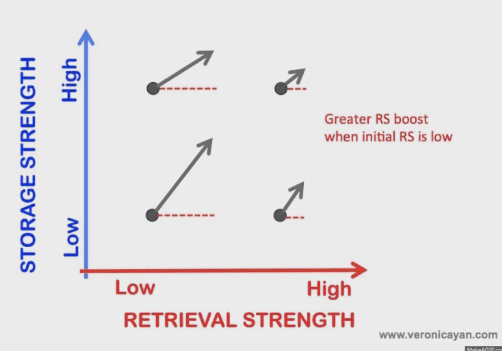 STORAGE STRENGTH
High
Low
Greater RS boost
when initial RS is low
Low
High
RETRIEVAL STRENGTH
www.veronicayan.com